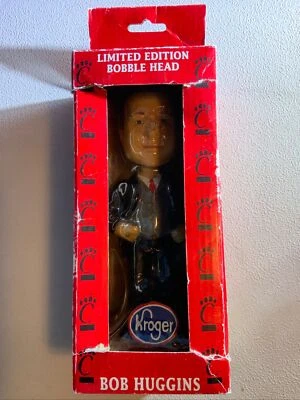 LIMITED EDITION
BOBBLE HEAD
Kroger
BOB HUGGINS